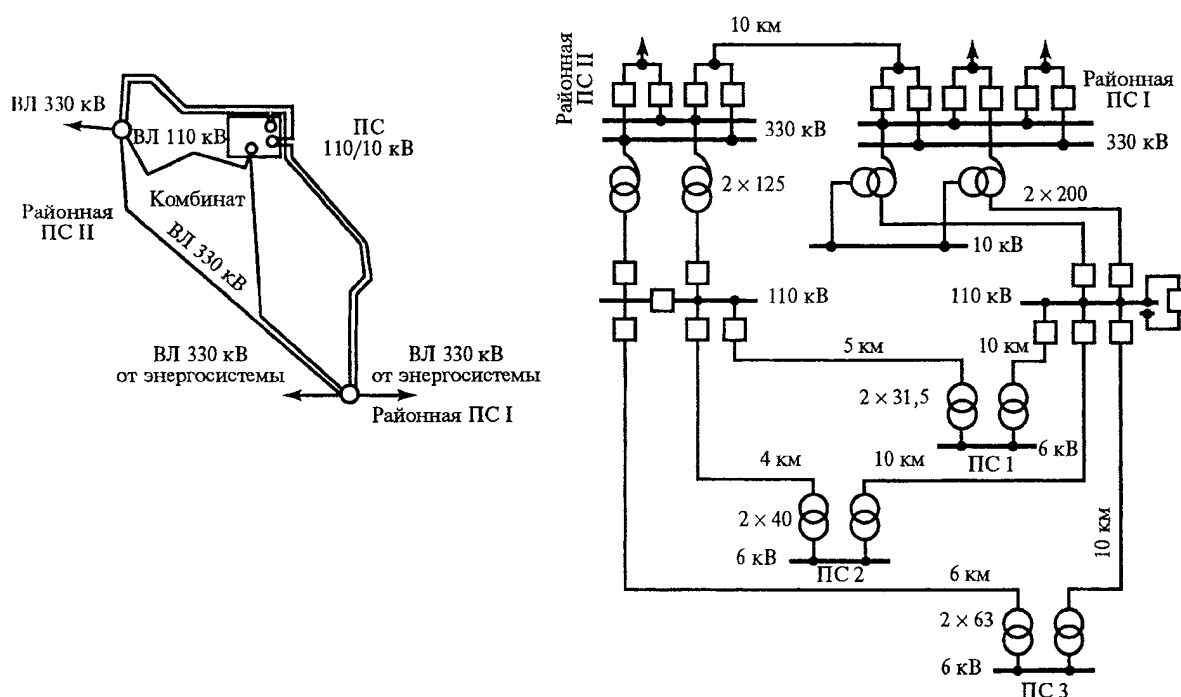 ВЛ 330 кВ
ВЛ 110 кВ
ПС
110/10 кВ
Комбинат
Районная
ПС II
ВЛ 330 кВ
ВЛ 330 кВ
от энергосистемы
ВЛ 330 кВ
от энергосистемы
Районная ПС I
10 км
Районная
ПС II
Районная
ПС I
330 кВ
330 кВ
2 × 125
2 × 200
10 кВ
110 кВ
110 кВ
5 км
10 км
2 × 31,5
6 кВ
ПС 1
4 км
10 км
2 × 40
6 кВ
ПС 2
10 км
6 км
2 × 63
6 кВ
ПС 3